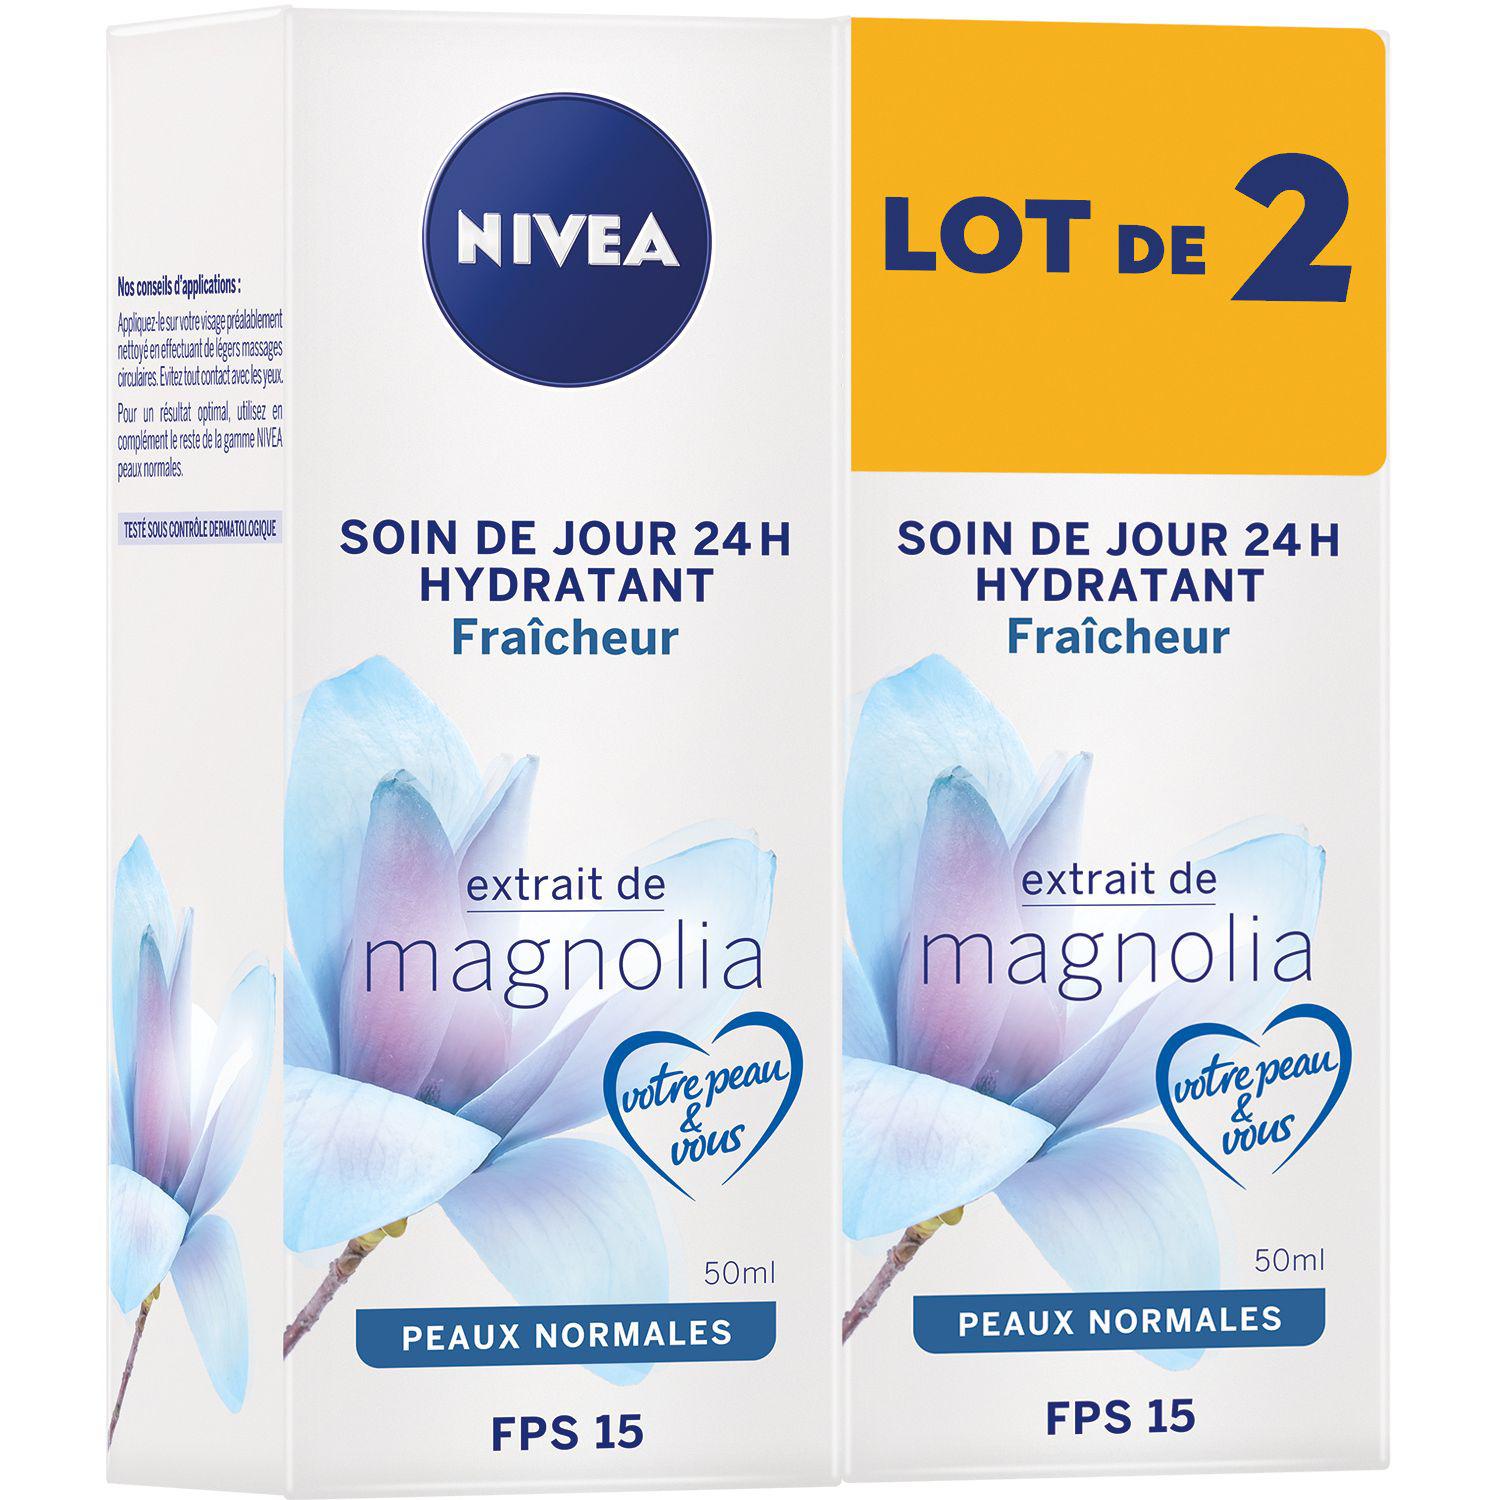 Nos conseils d'applications :
Appliquez-le sur votre visage préalablement
nettoyé en effectuant de légers massages
circulaires. Evitez tout contact avec les yeux.
Pour un résultat optimal, utilisez en
complément le reste de la gamme NIVEA
peaux normales.
TESTÉ SOUS CONTRÔLE DERMATOLOGIQUE
NIVEA
SOIN DE JOUR 24H
HYDRATANT
Fraîcheur
extrait de
magnolia
votre peau
&
vous
50ml
PEAUX NORMALES
FPS 15
LOT DE 2
SOIN DE JOUR 24H
HYDRATANT
Fraîcheur
extrait de
magnolia
votre peau
&
vous
50ml
PEAUX NORMALES
FPS 15